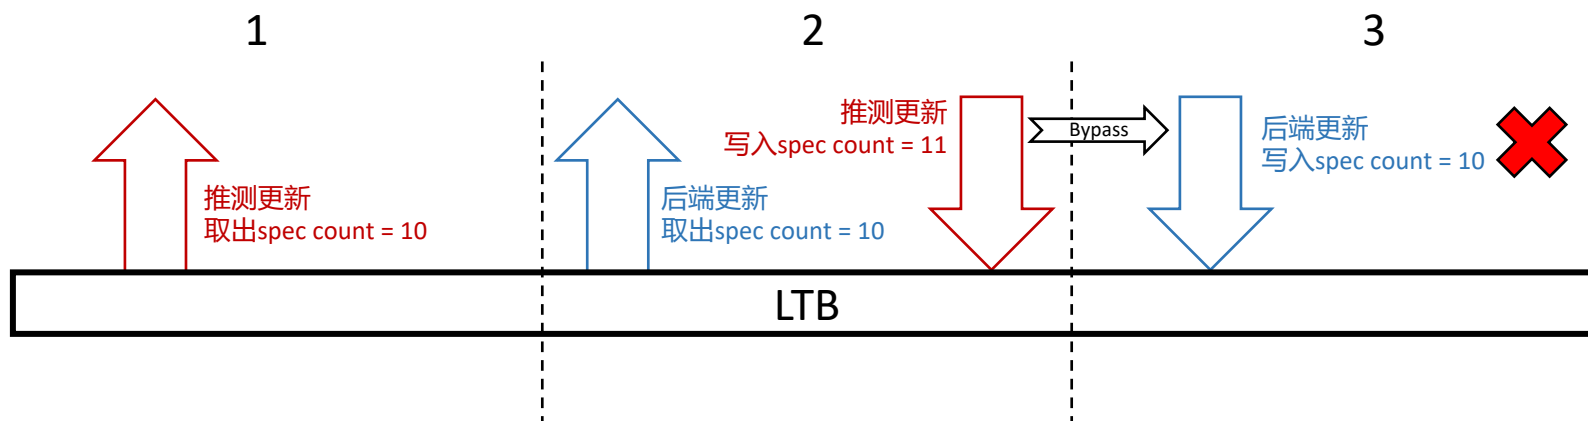 1
2
3
推测更新
取出spec count = 10
后端更新
取出spec count = 10
推测更新
写入spec count = 11
Bypass
后端更新
写入spec count = 10
LTB